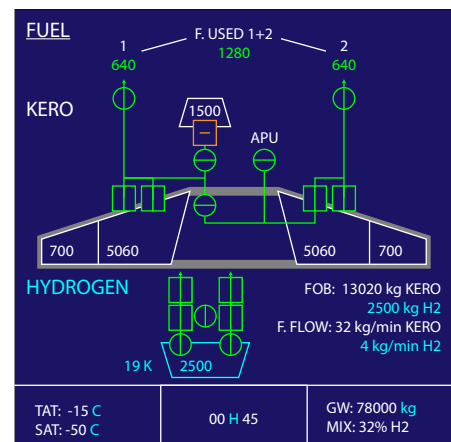 FUEL
F. USED 1+2
1 2
1280
640 640
KERO
1500
APU
700 5060 5060 700
HYDROGEN
FOB: 13020 kg KERO
2500 kg H2
F. FLOW: 32 kg/min KERO
4 kg/min H2
19 K 2500
TAT: -15 C
SAT: -50 C
00 H 45
GW: 78000 kg
MIX: 32% H2